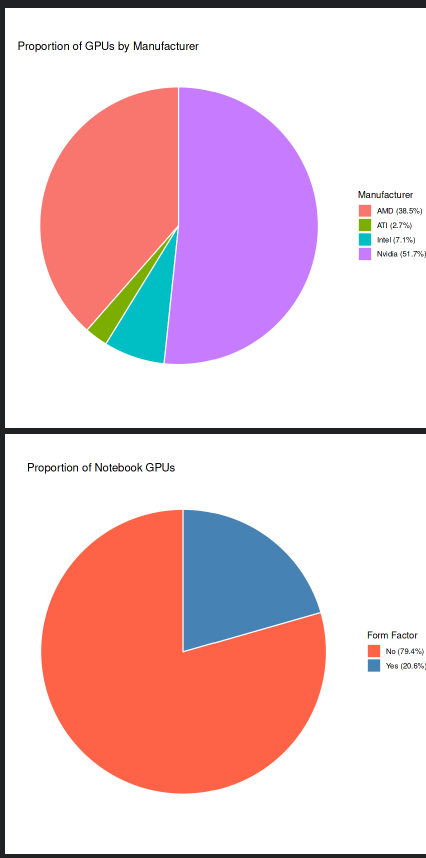 Proportion of GPUs by Manufacturer
Manufacturer
AMD (38.5%)
ATI (2.7%)
Intel (7.1%)
Nvidia (51.7%)
Proportion of Notebook GPUs
Form Factor
No (79.4%)
Yes (20.6%)